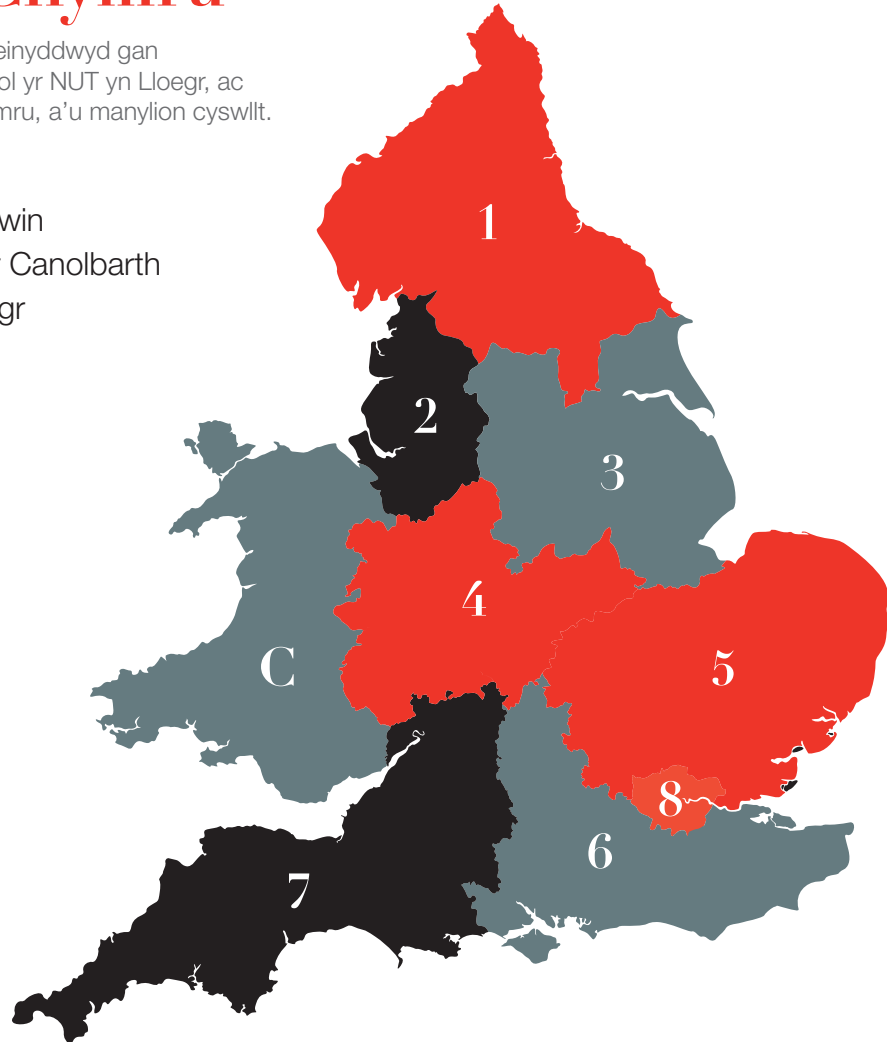 einyddwyd gan
ol yr NUT yn Lloegr, ac
mru, a'u manylion cyswllt.
win
Canolbarth
gr
1
2
3
4
C
5
8
6
7